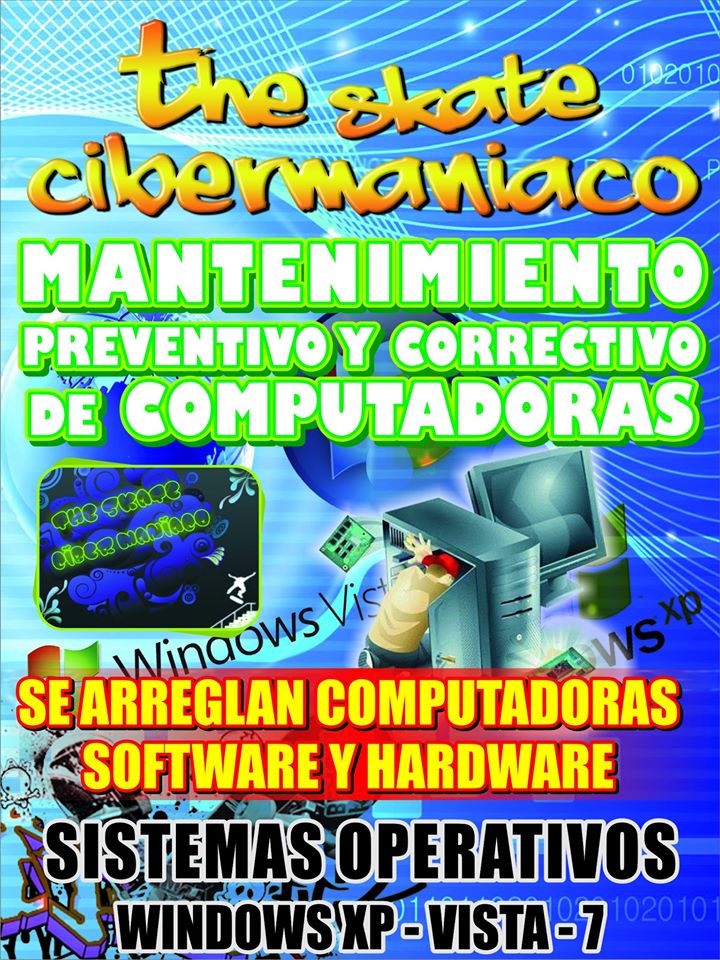 the skate
cibermaniaco
MANTENIMIENTO
PREVENTIVO Y CORRECTIVO
DE COMPUTADORAS
THE SKATE
CIBER MANIACO
Windows Vist
ws xp
SE ARREGLAN COMPUTADORAS
SOFTWARE Y HARDWARE
SISTEMAS OPERATIVOS
WINDOWS XP - VISTA - 7